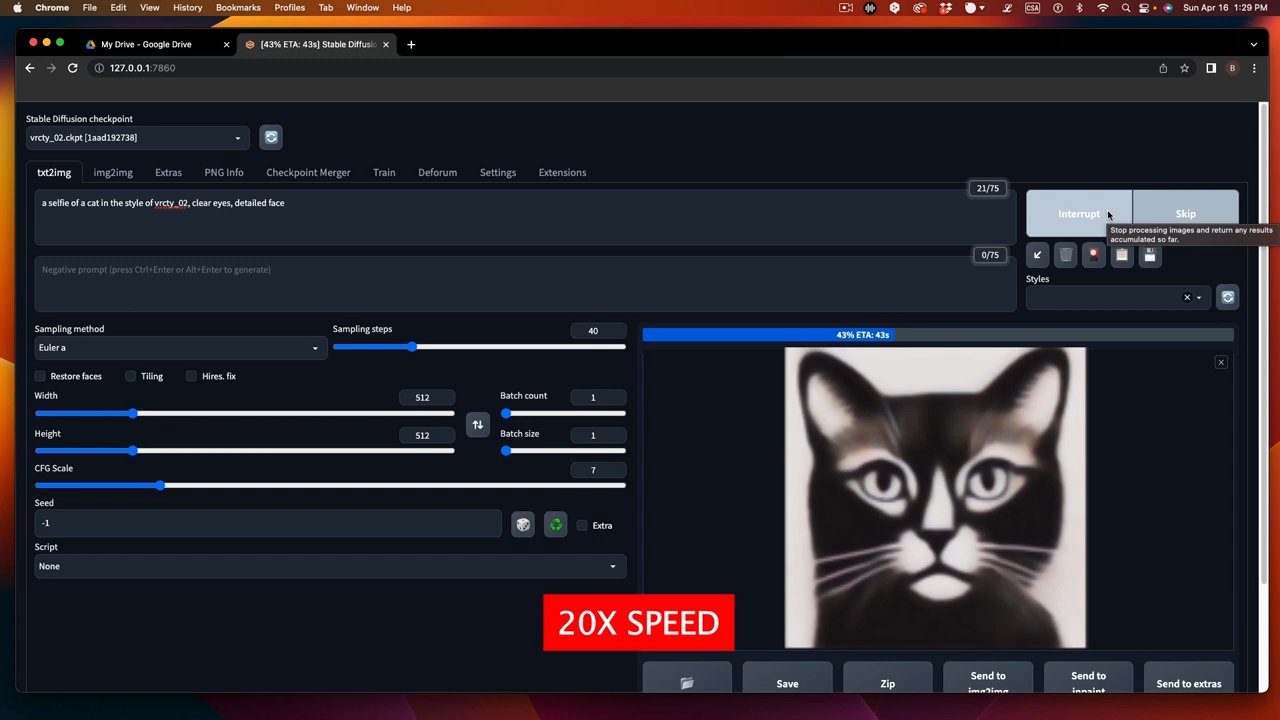 Chrome File Edit View History Bookmarks Profiles Tab Window Help CSA Sun Apr 16 1:29 PM
My Drive - Google Drive [43% ETA: 43s] Stable Diffusi
127.0.0.1:7860 B
Stable Diffusion checkpoint
vrcty_02.ckpt [1aad192738]
txt2img img2img Extras PNG Info Checkpoint Merger Train Deforum Settings Extensions
21/75
a selfie of a cat in the style of vrcty_02, clear eyes, detailed face
Interrupt Skip
Stop processing images and return any results
accumulated so far.
0/75
Negative prompt (press Ctrl+Enter or Alt+Enter to generate)
Styles
Sampling method Sampling steps 40
Euler a
43% ETA: 43s
Restore faces Tiling Hires. fix
Width 512 Batch count 1
Height 512 Batch size 1
CFG Scale 7
Seed
-1
Extra
Script
None
20X SPEED
Save Zip Send to img2img Send to inpaint Send to extras